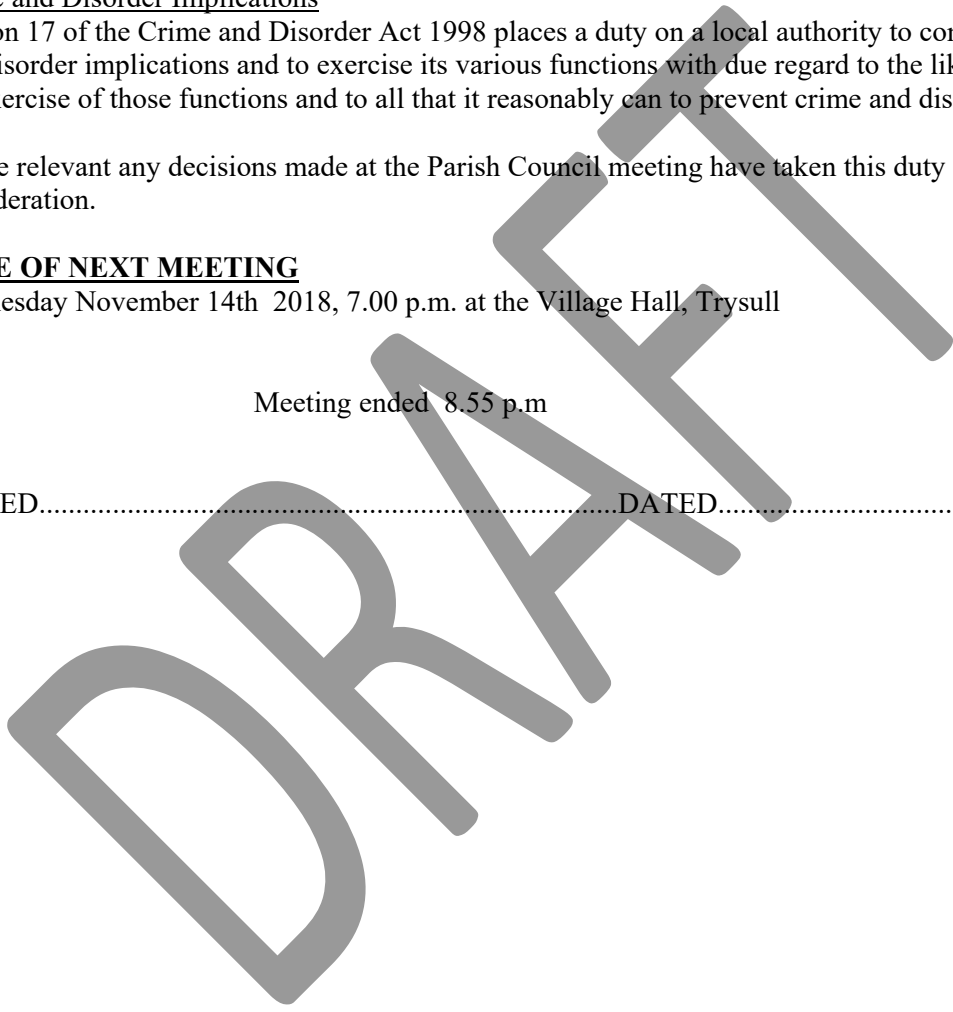 e and Disorder Implications
on 17 of the Crime and Disorder Act 1998 places a duty on a local authority to con
isorder implications and to exercise its various functions with due regard to the lik
ercise of those functions and to all that it reasonably can to prevent crime and dis
e relevant any decisions made at the Parish Council meeting have taken this duty
deration.
E OF NEXT MEETING
esday November 14th  2018, 7.00 p.m. at the Village Hall, Trysull
Meeting ended  8.55 p.m
ED...............................................................................DATED................................
DRAFT